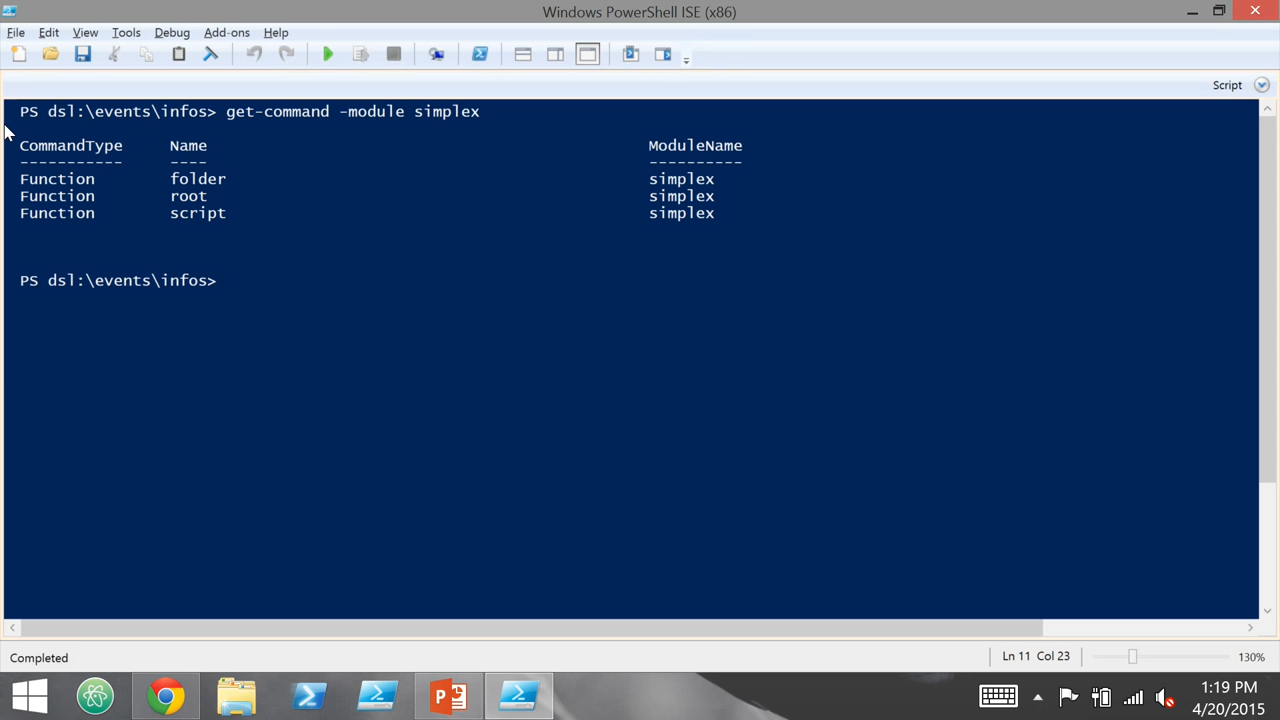 Windows PowerShell ISE (x86)
File Edit View Tools Debug Add-ons Help
Script
PS dsl:\events\infos> get-command -module simplex
CommandType Name ModuleName
----------- ---- ----------
Function folder simplex
Function root simplex
Function script simplex
PS dsl:\events\infos>
Completed Ln 11 Col 23 130%
1:19 PM
4/20/2015